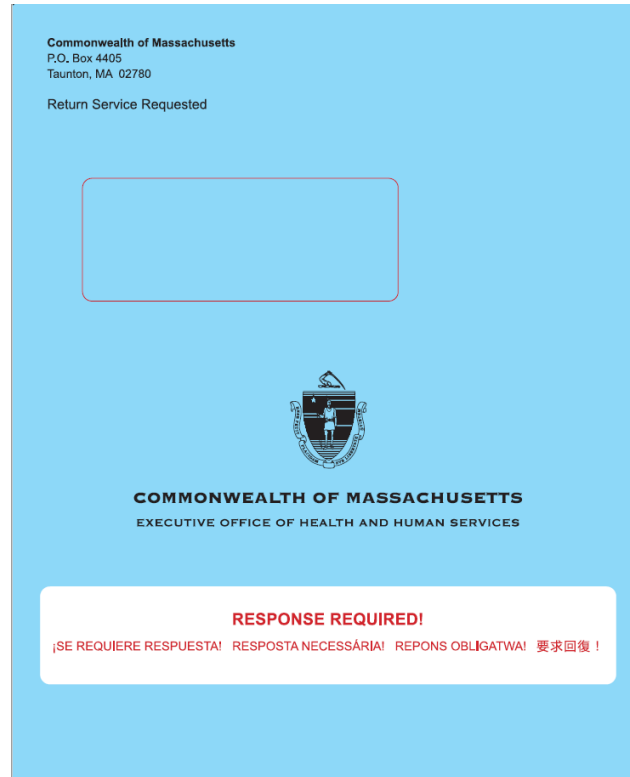 Commonwealth of Massachusetts
P.O. Box 4405
Taunton, MA 02780
Return Service Requested
COMMONWEALTH OF MASSACHUSETTS
EXECUTIVE OFFICE OF HEALTH AND HUMAN SERVICES
RESPONSE REQUIRED!
¡SE REQUIERE RESPUESTA! RESPOSTA NECESSÁRIA! REPONS OBLIGATWA! 要求回復！